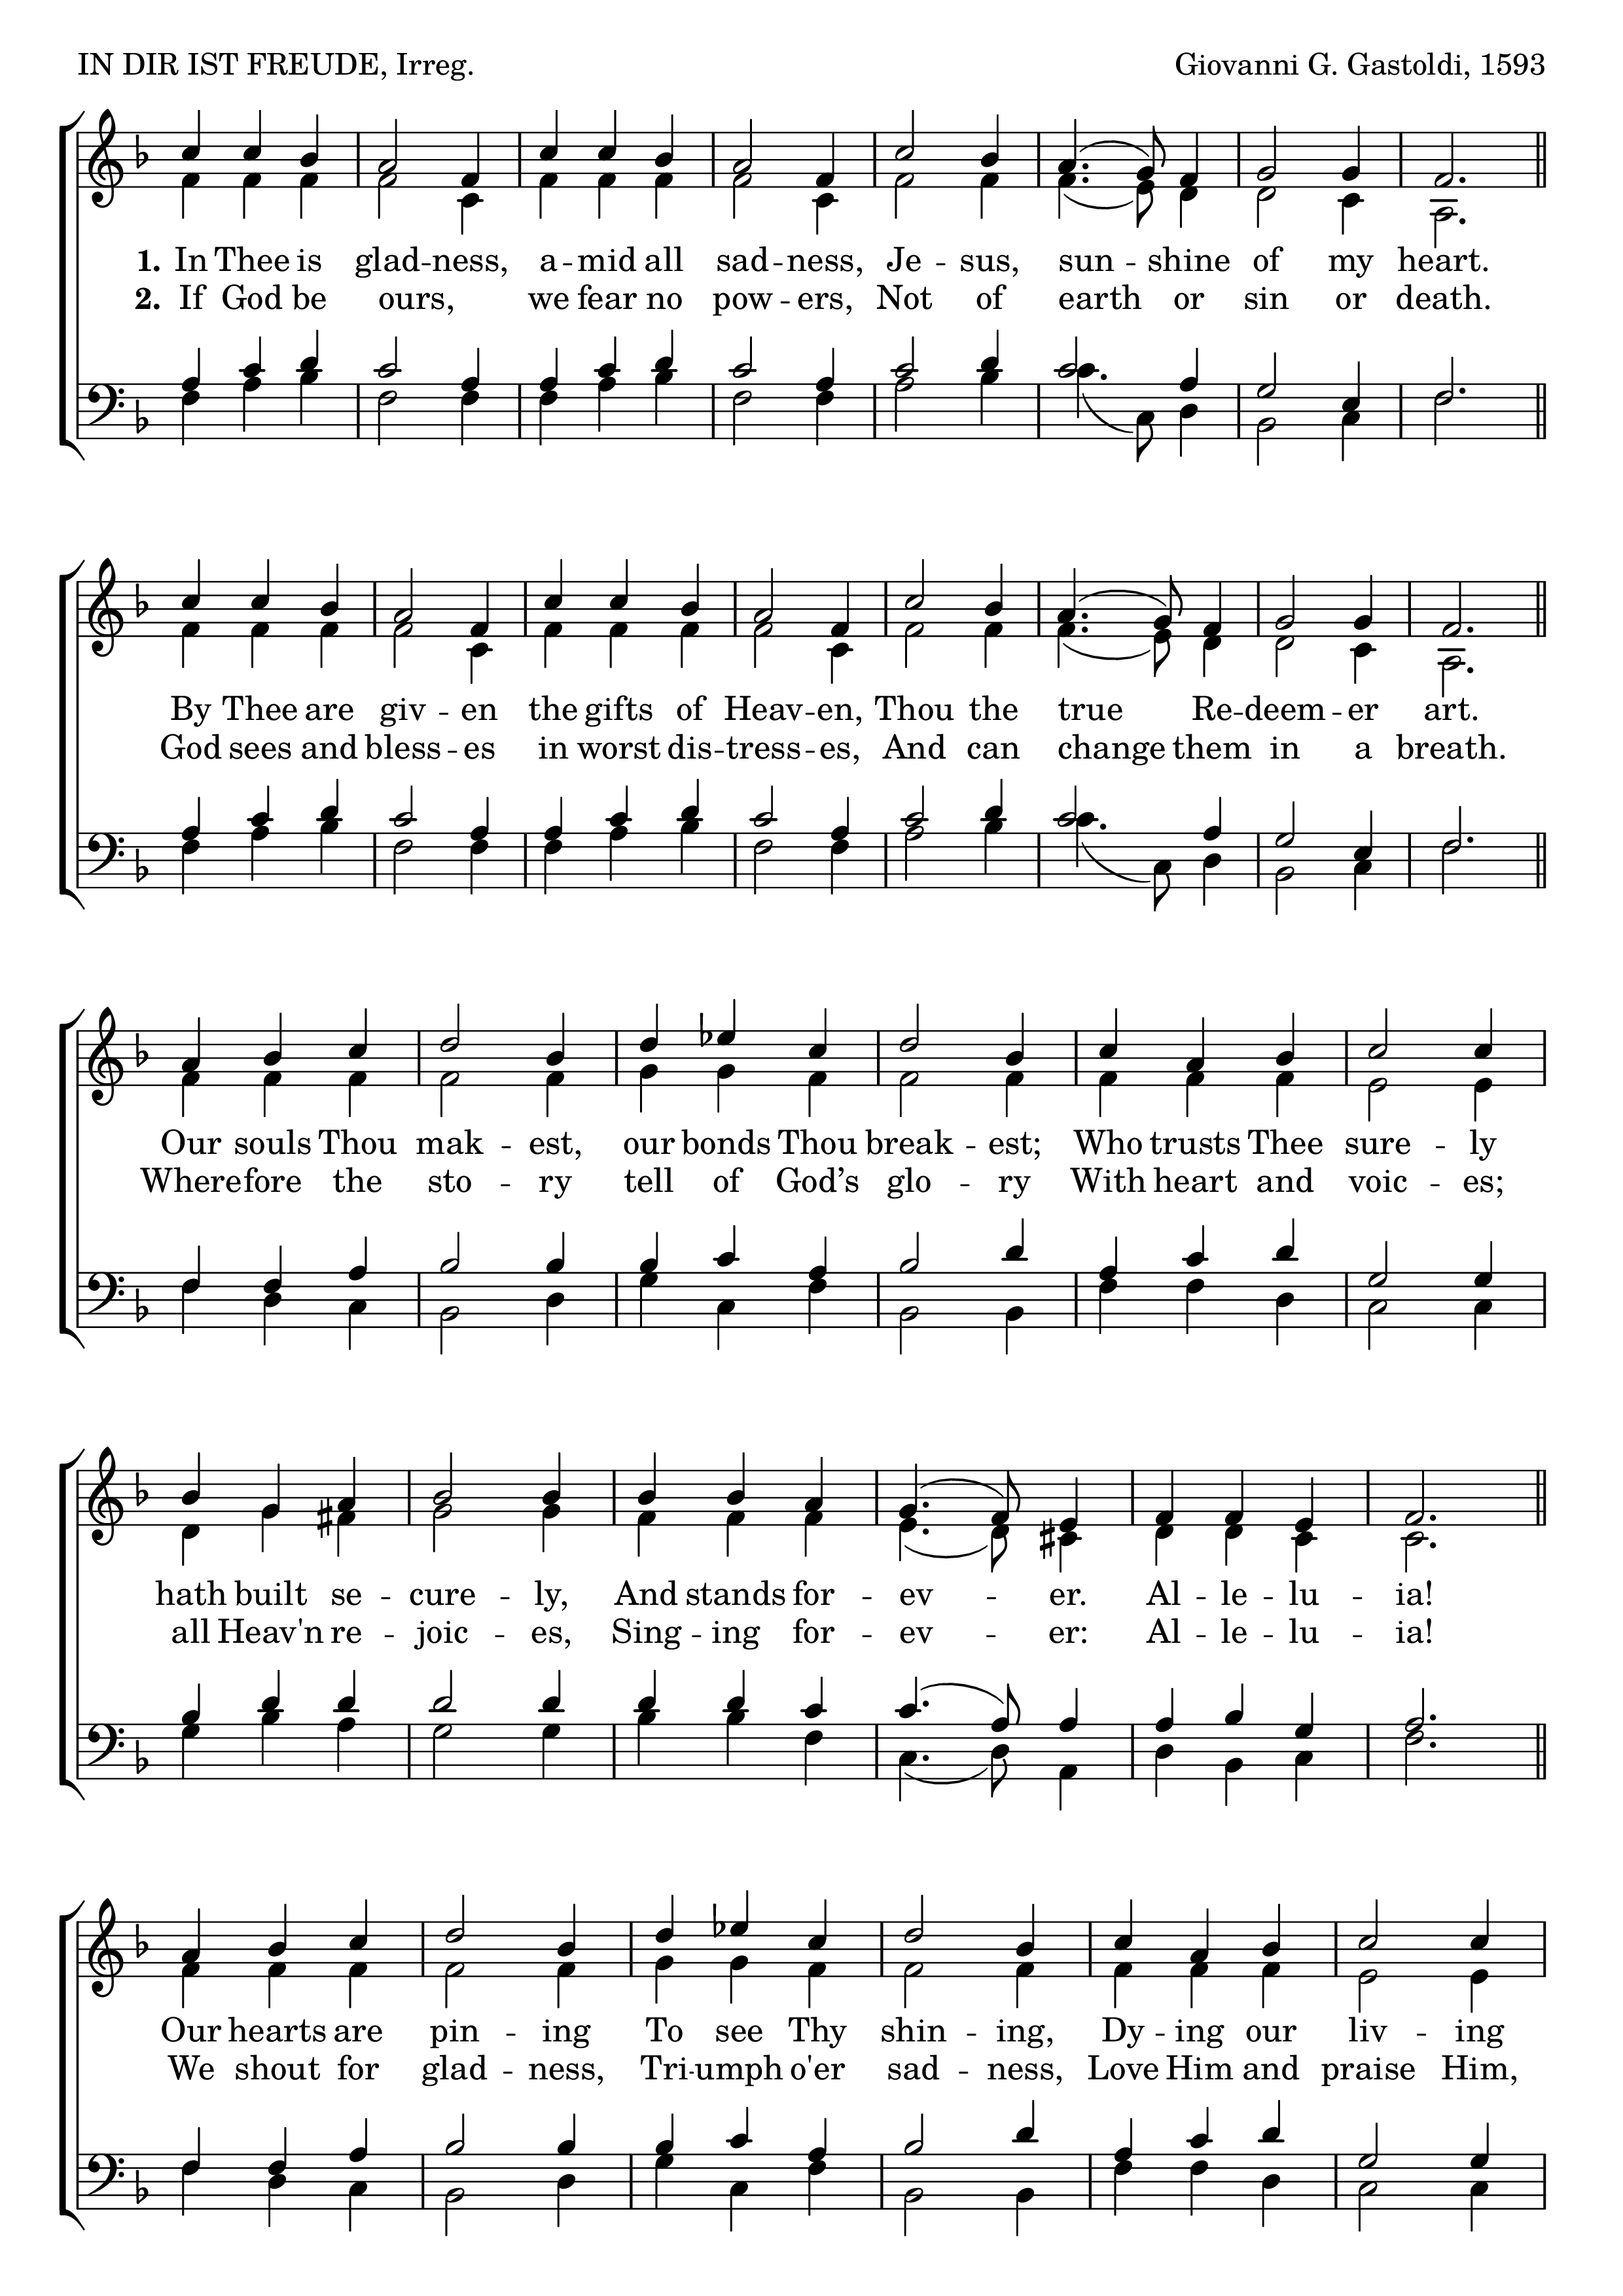 IN DIR IST FREUDE, Irreg. Giovanni G. Gastoldi, 1593
1. In Thee is glad -- ness, a -- mid all sad -- ness, Je -- sus, sun -- shine of my heart.
2. If God be ours, we fear no pow -- ers, Not of earth or sin or death.
By Thee are giv -- en the gifts of Heav -- en, Thou the true Re -- deem -- er art.
God sees and bless -- es in worst dis -- tress -- es, And can change them in a breath.
Our souls Thou mak -- est, our bonds Thou break -- est; Who trusts Thee sure -- ly
Where -- fore the sto -- ry tell of God’s glo -- ry With heart and voic -- es;
hath built se -- cure -- ly, And stands for -- ev -- er. Al -- le -- lu -- ia!
all Heav'n re -- joic -- es, Sing -- ing for -- ev -- er: Al -- le -- lu -- ia!
Our hearts are pin -- ing To see Thy shin -- ing, Dy -- ing our liv -- ing
We shout for glad -- ness, Tri -- umph o'er sad -- ness, Love Him and praise Him,